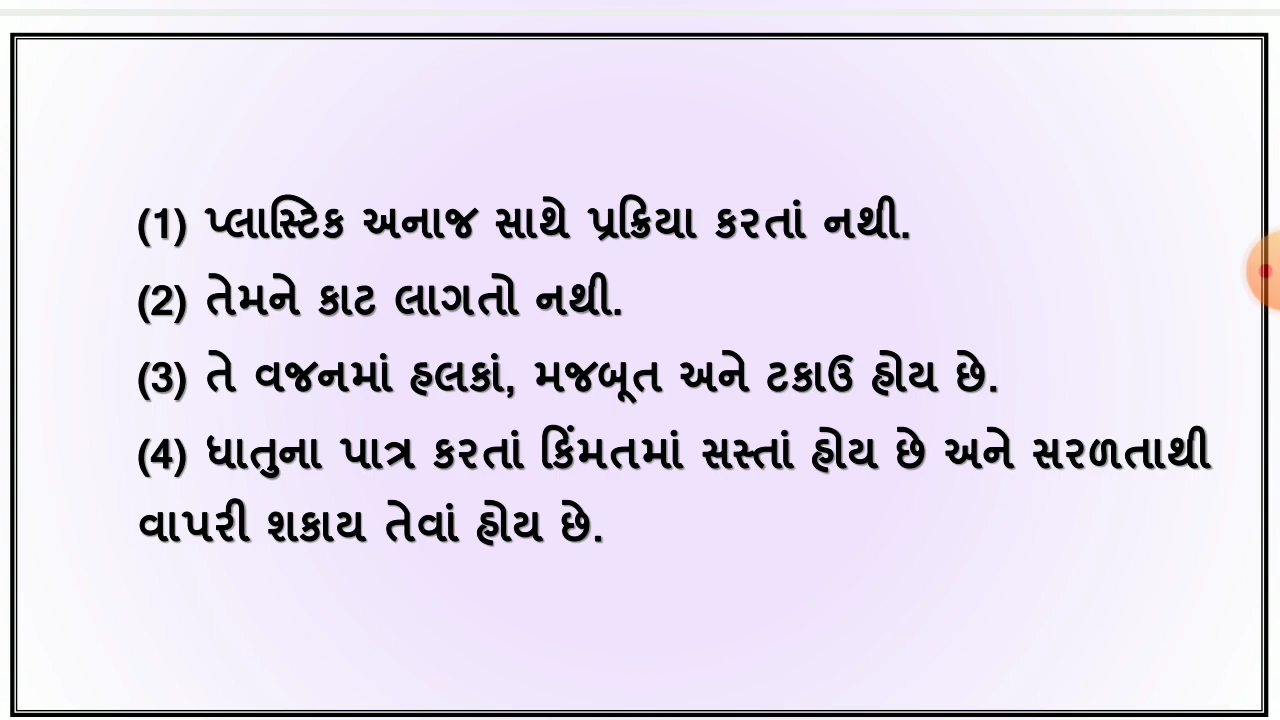 (1) પ્લાસ્ટિક અનાજ સાથે પ્રક્રિયા કરતાં નથી.
(2) તેમને કાટ લાગતો નથી.
(3) તે વજનમાં હલકાં, મજબૂત અને ટકાઉ હોય છે.
(4) ધાતુના પાત્ર કરતાં કિંમતમાં સસ્તાં હોય છે અને સરળતાથી
વાપરી શકાય તેવાં હોય છે.